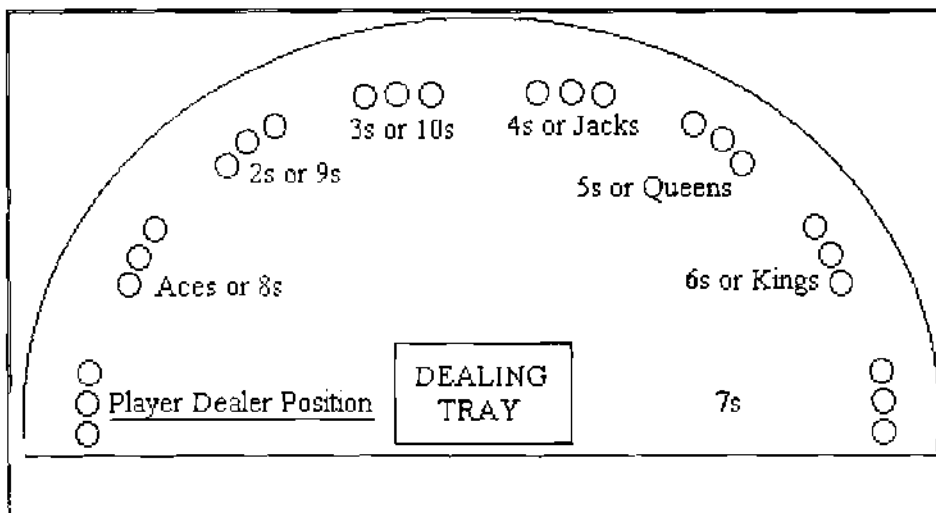 3s or 10s
4s or Jacks
2s or 9s
5s or Queens
Aces or 8s
6s or Kings
Player Dealer Position
DEALING
TRAY
7s